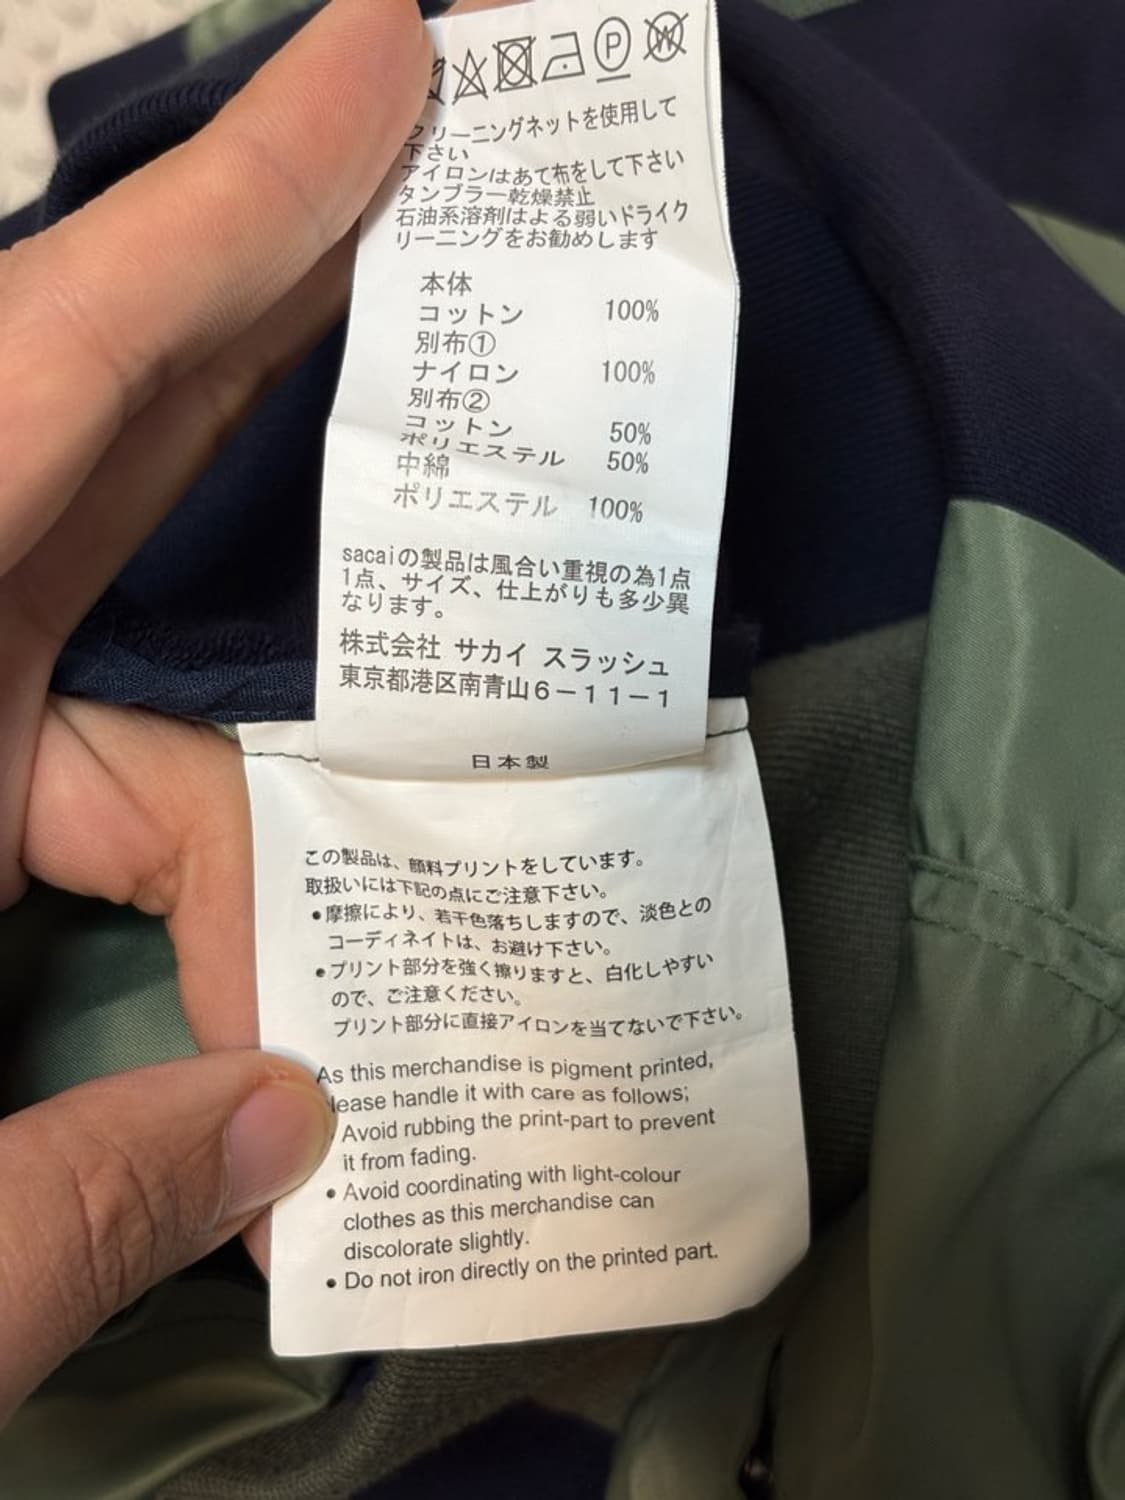 P W
クリーニングネットを使用して
下さい
アイロンはあて布をして下さい
タンブラー乾燥禁止
石油系溶剤はよる弱いドライク
リーニングをお勧めします
本体
コットン 100%
別布①
ナイロン 100%
別布②
コットン 50%
ポリエステル 50%
中綿
ポリエステル 100%
sacaiの製品は風合い重視の為1点
1点、サイズ、仕上がりも多少異
なります。
株式会社 サカイ スラッシュ
東京都港区南青山6-11-1
日本製
この製品は、顔料プリントをしています。
取扱いには下記の点にご注意下さい。
●摩擦により、若干色落ちしますので、淡色との
コーディネイトは、お避け下さい。
●プリント部分を強く擦りますと、白化しやすい
ので、ご注意ください。
プリント部分に直接アイロンを当てないで下さい。
As this merchandise is pigment printed,
lease handle it with care as follows;
Avoid rubbing the print-part to prevent
it from fading.
● Avoid coordinating with light-colour
clothes as this merchandise can
discolorate slightly.
● Do not iron directly on the printed part.